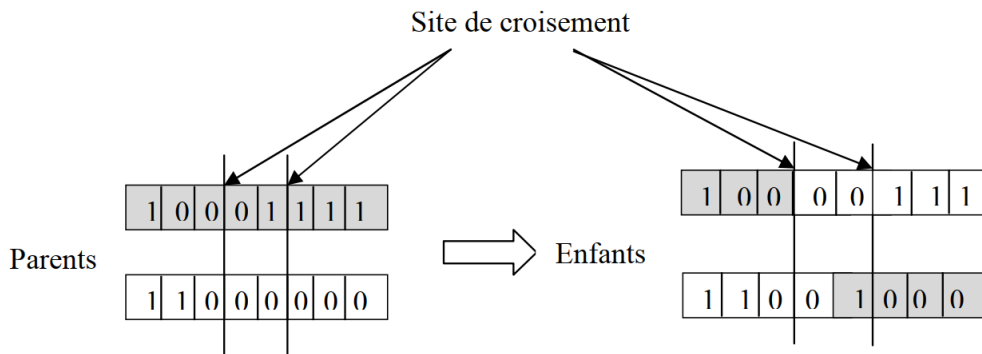 Site de croisement
1 0 0 0 1 1 1 1
1 0 0 0 0 1 1 1
Parents
Enfants
1 1 0 0 0 0 0 0
1 1 0 0 1 0 0 0